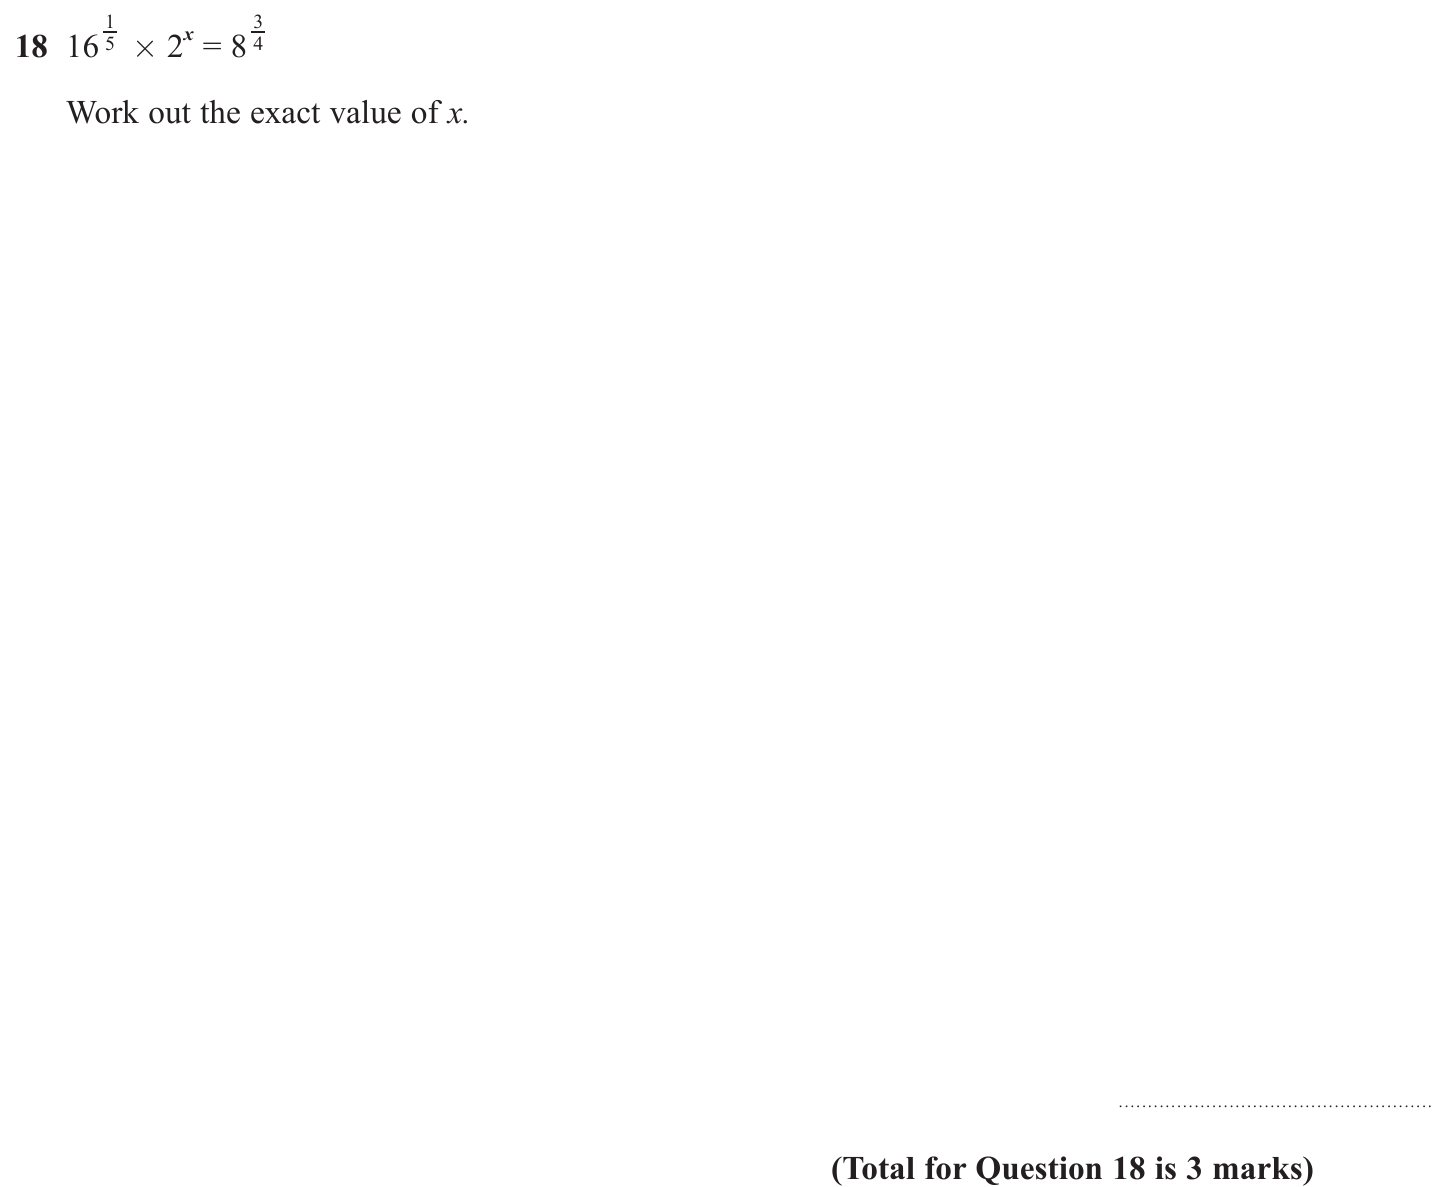 18 16^{\frac{1}{5}} × 2^x = 8^{\frac{3}{4}}
Work out the exact value of x.
(Total for Question 18 is 3 marks)